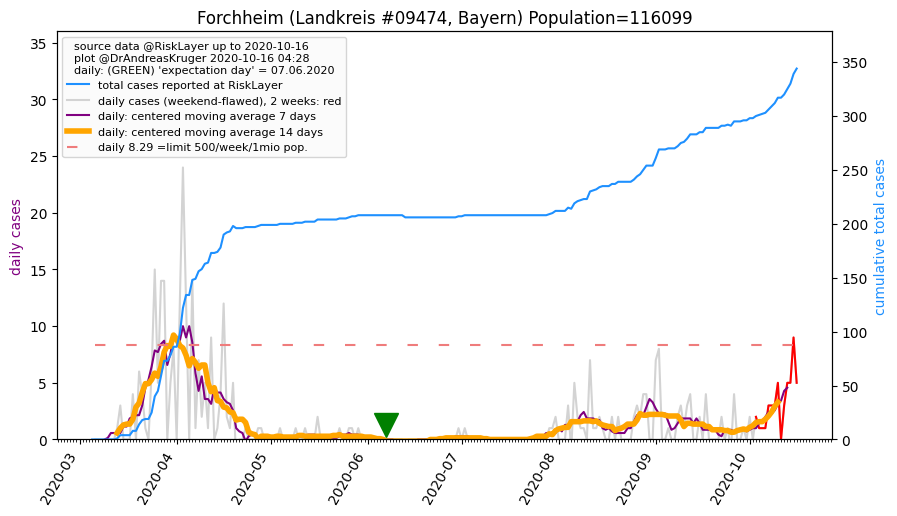 Forchheim (Landkreis #09474, Bayern) Population=116099
source data @RiskLayer up to 2020-10-16
plot @DrAndreasKruger 2020-10-16 04:28
daily: (GREEN) 'expectation day' = 07.06.2020
total cases reported at RiskLayer
daily cases (weekend-flawed), 2 weeks: red
daily: centered moving average 7 days
daily: centered moving average 14 days
daily 8.29 =limit 500/week/1mio pop.
daily cases
35
30
25
20
15
10
5
0
cumulative total cases
350
300
250
200
150
100
50
0
2020-03
2020-04
2020-05
2020-06
2020-07
2020-08
2020-09
2020-10